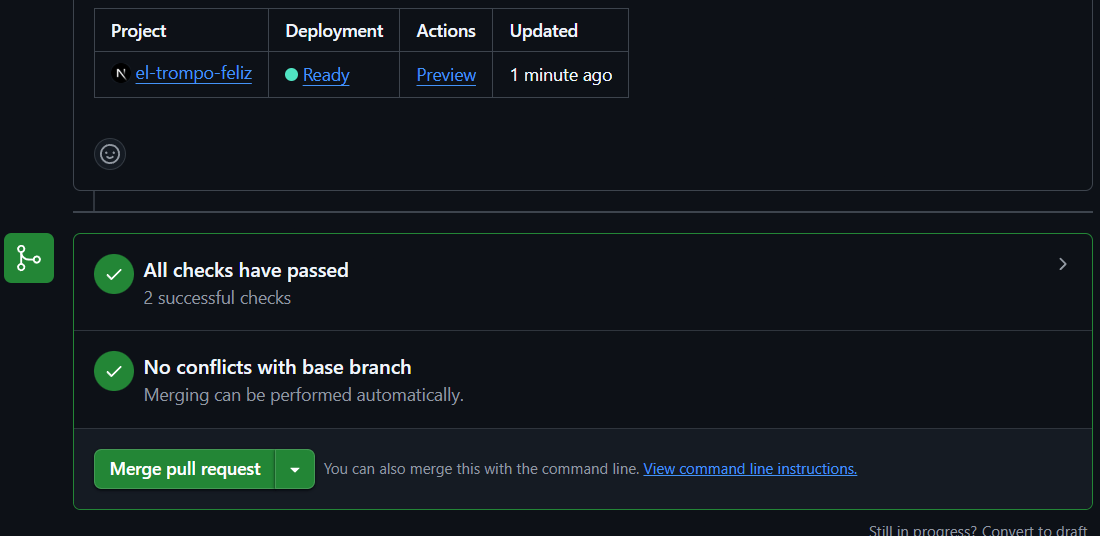 Project Deployment Actions Updated
N el-trompo-feliz Ready Preview 1 minute ago
All checks have passed
2 successful checks
No conflicts with base branch
Merging can be performed automatically.
Merge pull request You can also merge this with the command line. View command line instructions.
Still in progress? Convert to draft